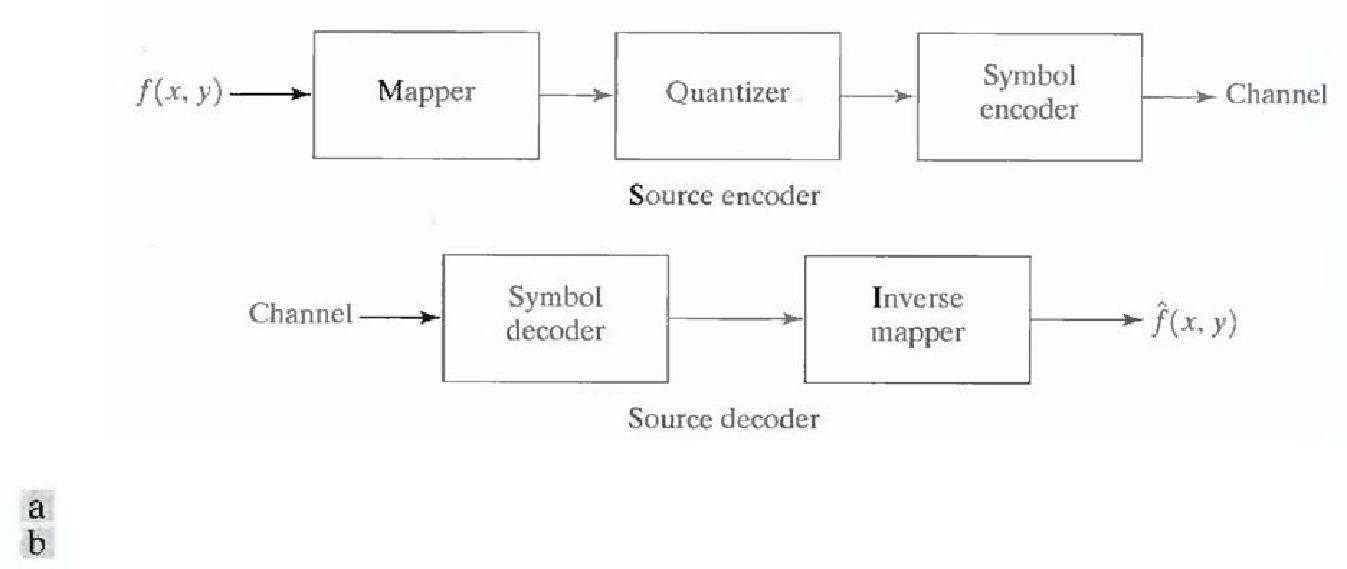 f(x, y) Mapper Quantizer Symbol encoder Channel
Source encoder
Channel Symbol decoder Inverse mapper f̂(x, y)
Source decoder
a
b